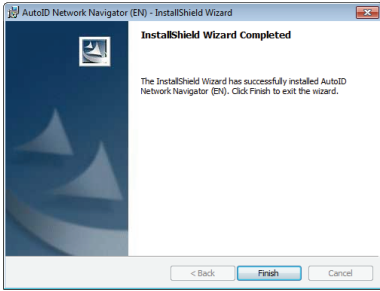 AutoID Network Navigator (EN) - InstallShield Wizard
InstallShield Wizard Completed
The InstallShield Wizard has successfully installed AutoID
Network Navigator (EN). Click Finish to exit the wizard.
< Back
Finish
Cancel